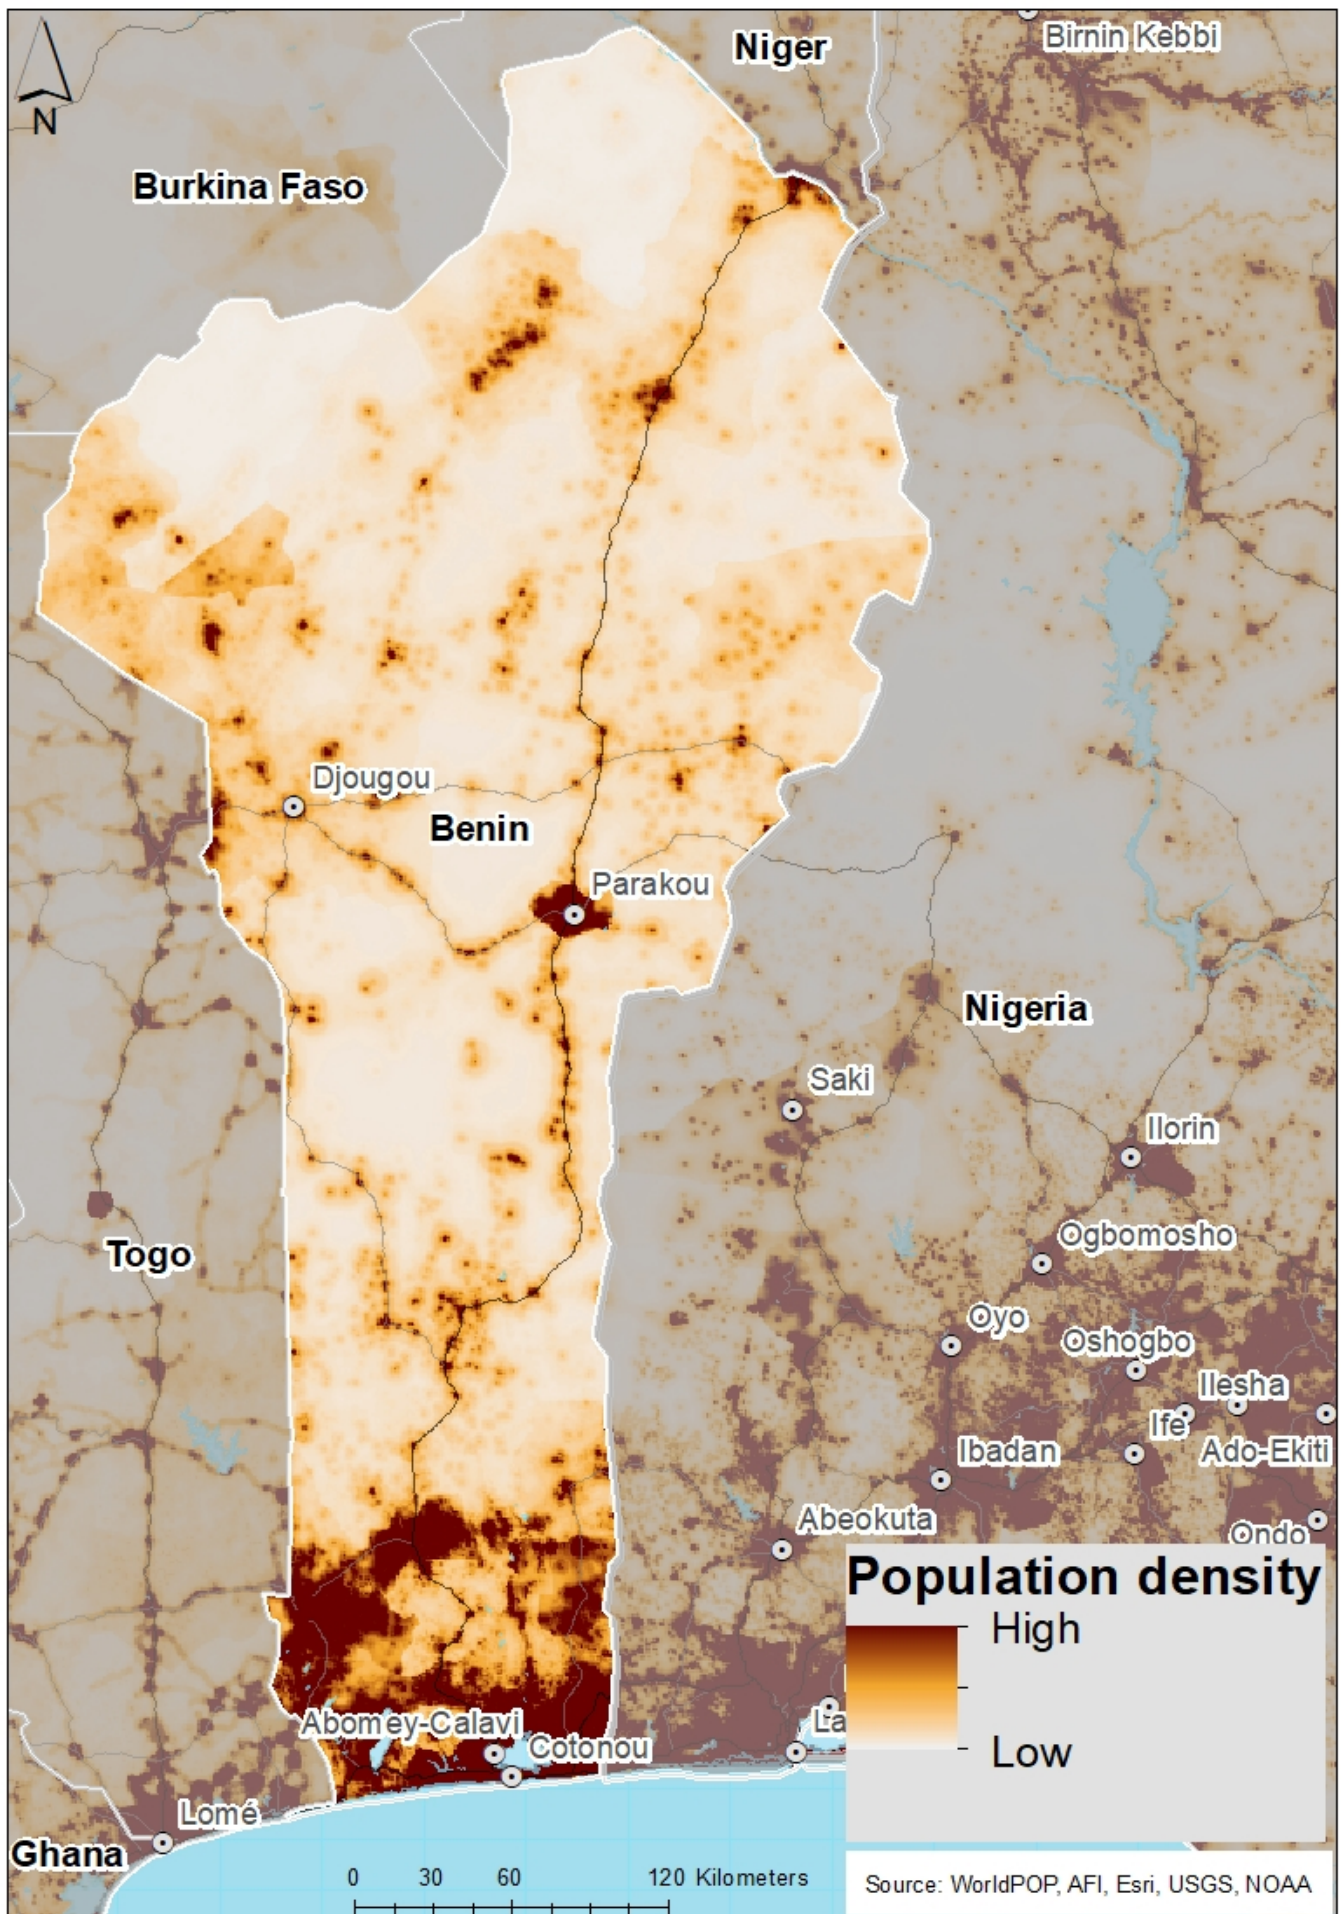 Niger
Birnin Kebbi
N
Burkina Faso
Djougou
Benin
Parakou
Nigeria
Saki
Ilorin
Togo
Ogbomosho
Oyo
Oshogbo
Ilesha
Ife
Ibadan
Ado-Ekiti
Abeokuta
Ondo
Population density
High
Low
Abomey-Calavi
La
Cotonou
Lomé
Ghana
0 30 60 120 Kilometers
Source: WorldPOP, AFI, Esri, USGS, NOAA